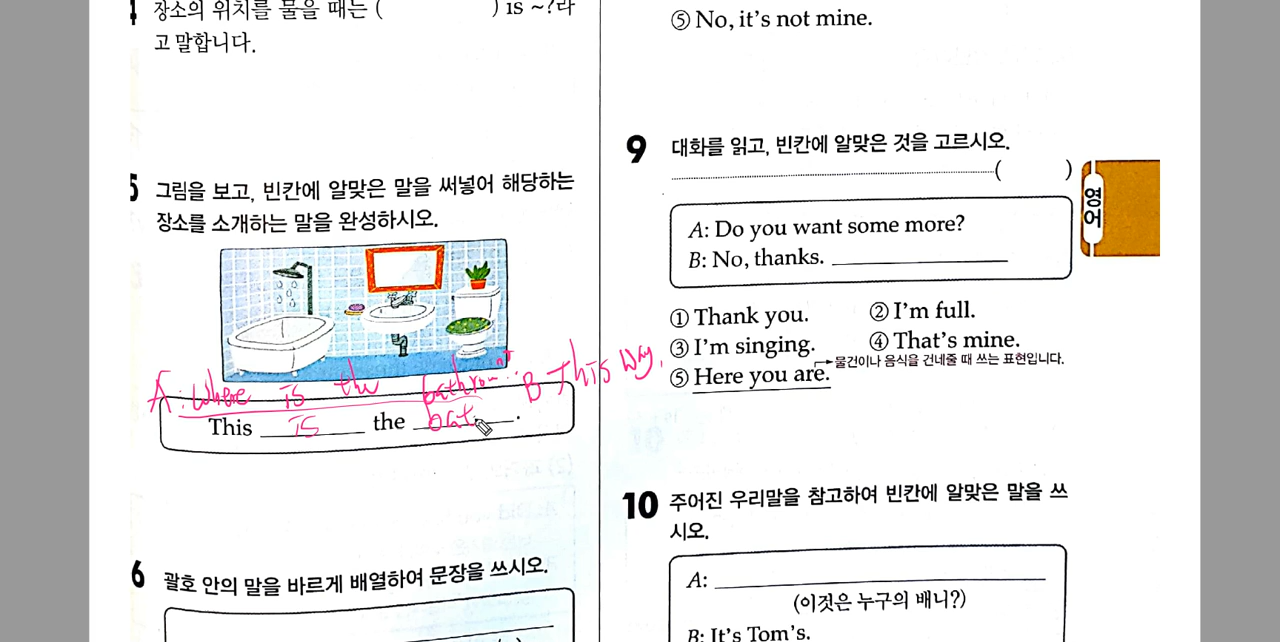 장소의 위치를 물을 때는 ( ) is ~?라
고 말합니다.
5 그림을 보고, 빈칸에 알맞은 말을 써넣어 해당하는
장소를 소개하는 말을 완성하시오.
A: Where is the bathroom? B This way.
This is the bat.
6 괄호 안의 말을 바르게 배열하여 문장을 쓰시오.
⑤ No, it's not mine.
9 대화를 읽고, 빈칸에 알맞은 것을 고르시오.
( )
A: Do you want some more?
B: No, thanks.
① Thank you. ② I'm full.
③ I'm singing. ④ That's mine.
물건이나 음식을 건네줄 때 쓰는 표현입니다.
⑤ Here you are.
10 주어진 우리말을 참고하여 빈칸에 알맞은 말을 쓰
시오.
A:
(이것은 누구의 배니?)
B: It's Tom's.
영어